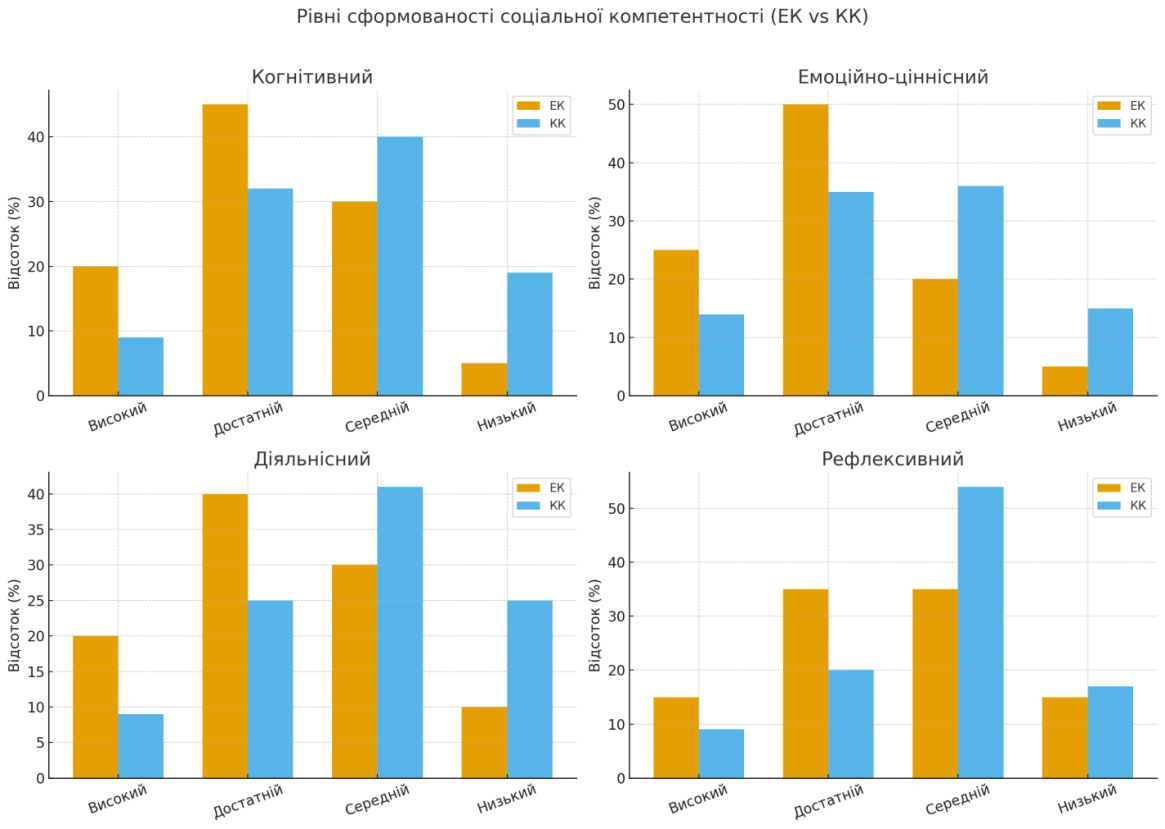 Рівні сформованості соціальної компетентності (ЕК vs КК)
Когнітивний
Відсоток (%)
40
30
20
10
0
Високий
Достатній
Середній
Низький
ЕК
КК
Емоційно-ціннісний
Відсоток (%)
50
40
30
20
10
0
Високий
Достатній
Середній
Низький
ЕК
КК
Діяльнісний
Відсоток (%)
40
35
30
25
20
15
10
5
0
Високий
Достатній
Середній
Низький
ЕК
КК
Рефлексивний
Відсоток (%)
50
40
30
20
10
0
Високий
Достатній
Середній
Низький
ЕК
КК